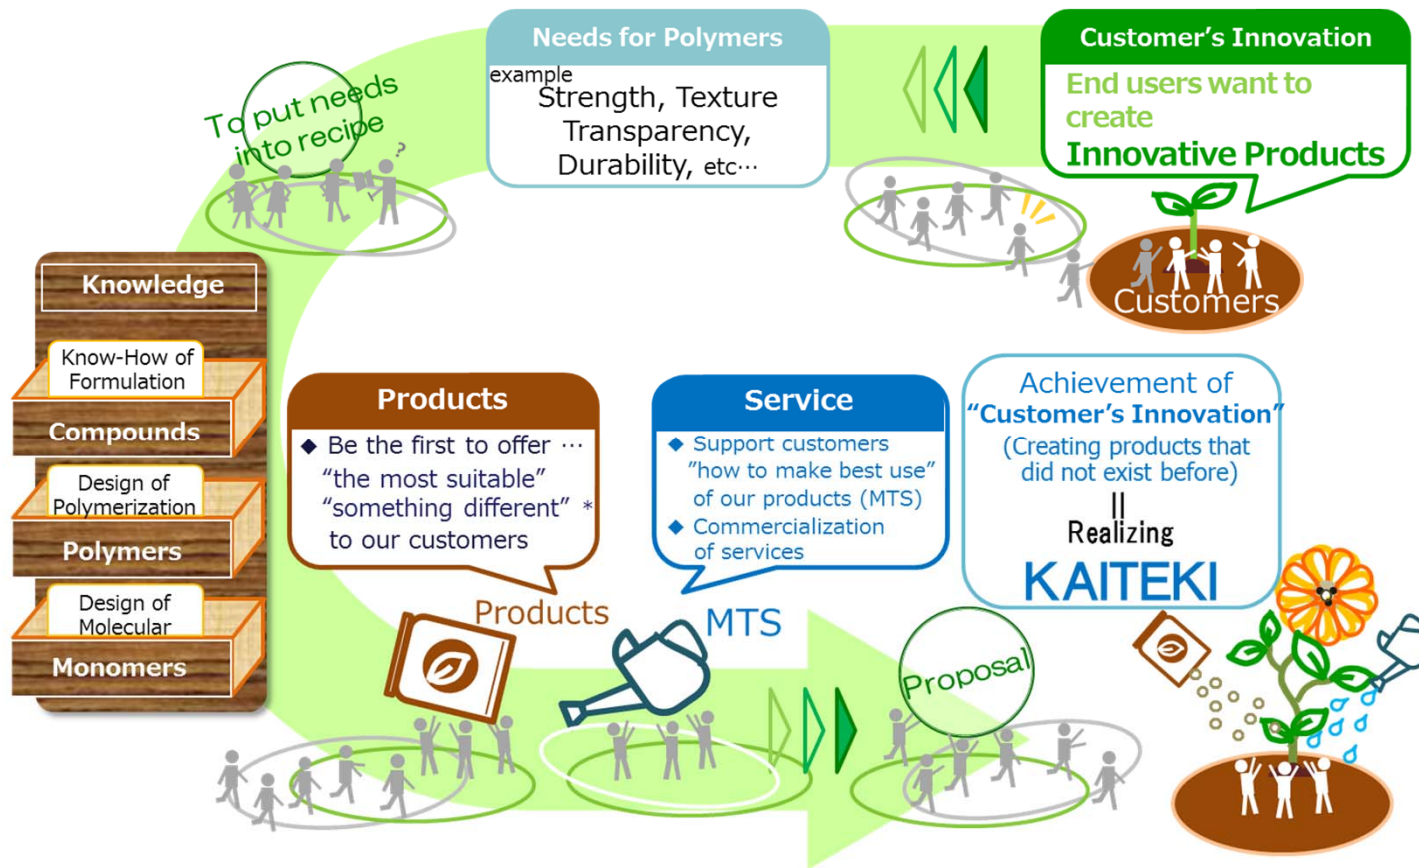 Customer’s Innovation
End users want to
create
Innovative Products
Customers
Needs for Polymers
example
Strength, Texture
Transparency,
Durability, etc…
To put needs
into recipe
?
Knowledge
Know-How of
Formulation
Compounds
Design of
Polymerization
Polymers
Design of
Molecular
Monomers
Products
◆ Be the first to offer …
“the most suitable”
“something different” *
to our customers
Products
Service
◆ Support customers
”how to make best use”
of our products (MTS)
◆ Commercialization
of services
MTS
Proposal
Achievement of
“Customer’s Innovation”
(Creating products that
did not exist before)
=
Realizing
KAITEKI